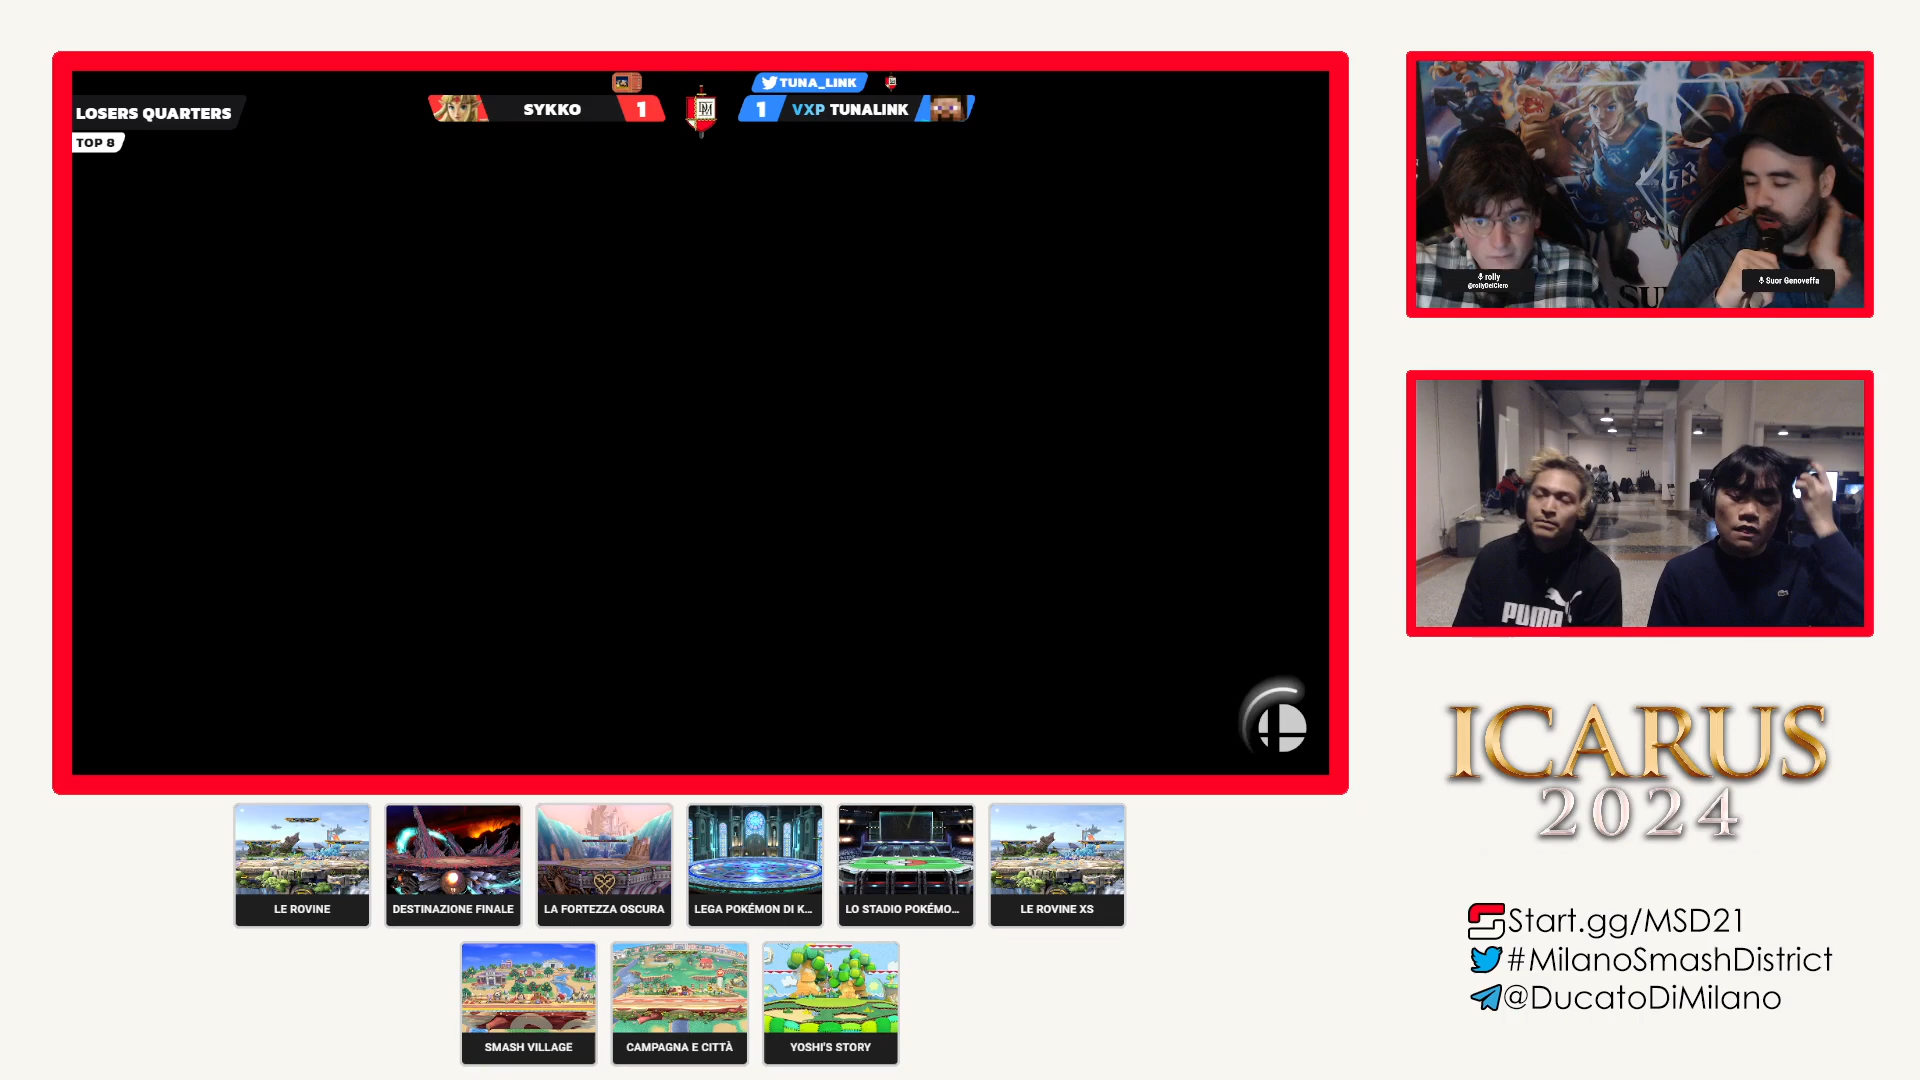 LOSERS QUARTERS
TOP 8
SYKKO
1
TUNA_LINK
1
VXP TUNALINK
rolly
@rollyDelClero
Suor Genoveffa
PUMA
LE ROVINE
DESTINAZIONE FINALE
LA FORTEZZA OSCURA
LEGA POKÉMON DI K...
LO STADIO POKÉMO...
LE ROVINE XS
SMASH VILLAGE
CAMPAGNA E CITTÀ
YOSHI'S STORY
ICARUS
2024
Start.gg/MSD21
#MilanoSmashDistrict
@DucatoDiMilano